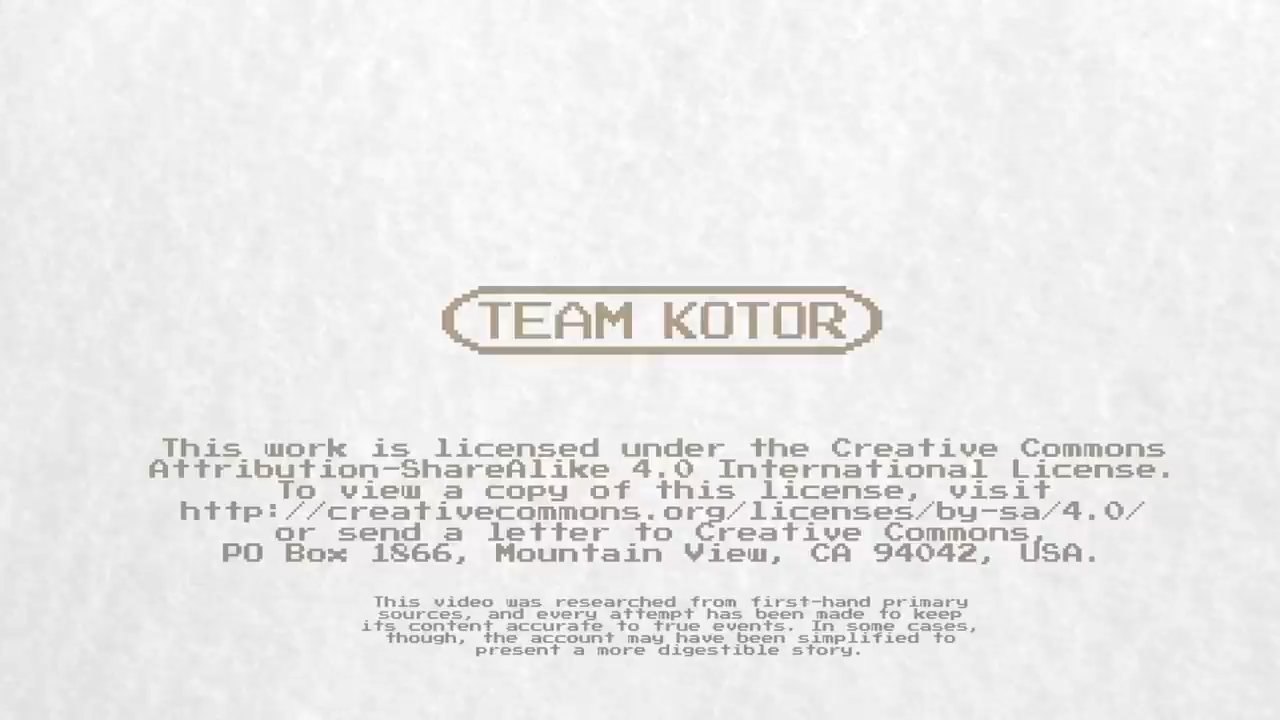 TEAM KOTOR
This work is licensed under the Creative Commons
Attribution-ShareAlike 4.0 International License.
To view a copy of this license, visit
http://creativecommons.org/licenses/by-sa/4.0/
or send a letter to Creative Commons,
PO Box 1866, Mountain View, CA 94042, USA.
This video was researched from first-hand primary
sources, and every attempt has been made to keep
its content accurate to true events. In some cases,
though, the account may have been simplified to
present a more digestible story.